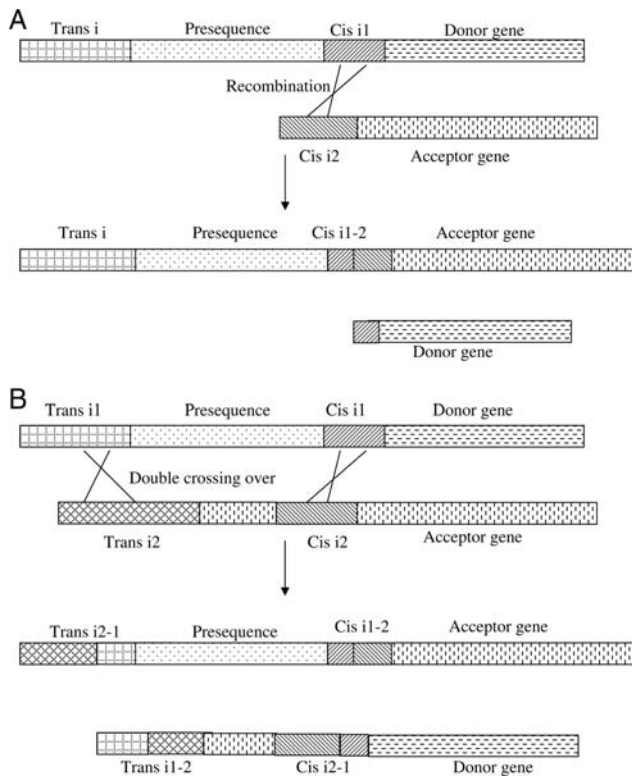 A
Trans i Presequence Cis i1 Donor gene
Recombination
Cis i2 Acceptor gene
Trans i Presequence Cis i1-2 Acceptor gene
Donor gene
B
Trans i1 Presequence Cis i1 Donor gene
Double crossing over
Trans i2 Cis i2 Acceptor gene
Trans i2-1 Presequence Cis i1-2 Acceptor gene
Trans i1-2 Cis i2-1 Donor gene